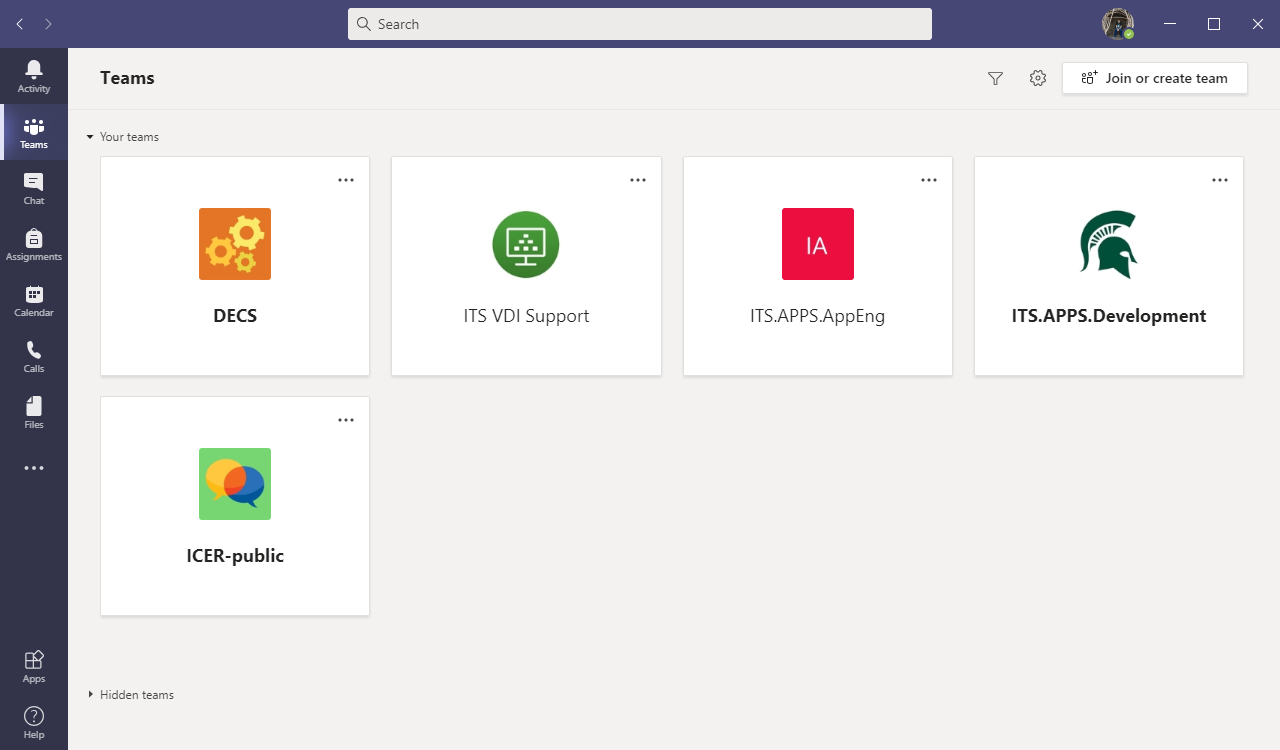 Search
Activity
Teams
Chat
Assignments
Calendar
Calls
Files
Apps
Help
Teams
Join or create team
Your teams
DECS
ITS VDI Support
IA
ITS.APPS.AppEng
ITS.APPS.Development
ICER-public
Hidden teams